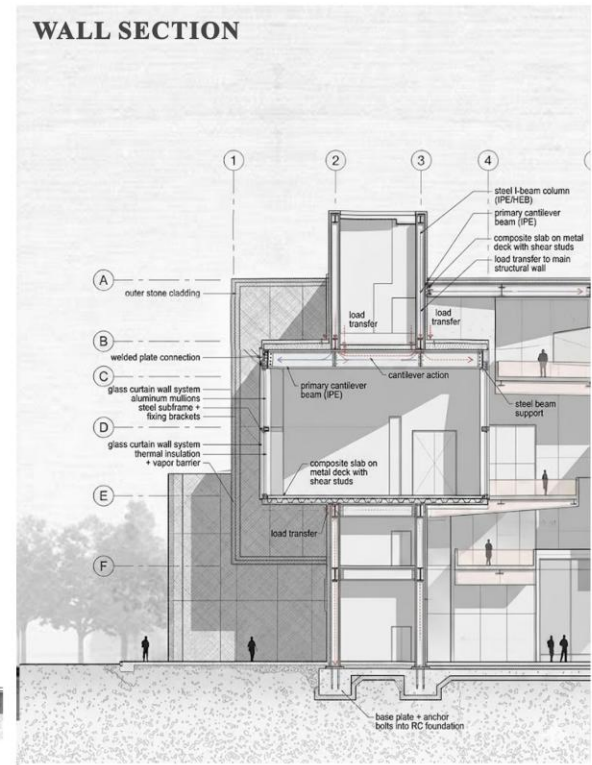 WALL SECTION
1
2
3
4
steel I-beam column
(IPE/HEB)
primary cantilever
beam (IPE)
composite slab on metal
deck with shear studs
load transfer to main
structural wall
A
outer stone cladding
load
transfer
load
transfer
B
welded plate connection
cantilever action
C
primary cantilever
beam (IPE)
glass curtain wall system
aluminum mullions
steel subframe +
fixing brackets
steel beam
support
D
glass curtain wall system
thermal insulation
+ vapor barrier
composite slab on
metal deck with
shear studs
E
load transfer
F
base plate + anchor
bolts into RC foundation